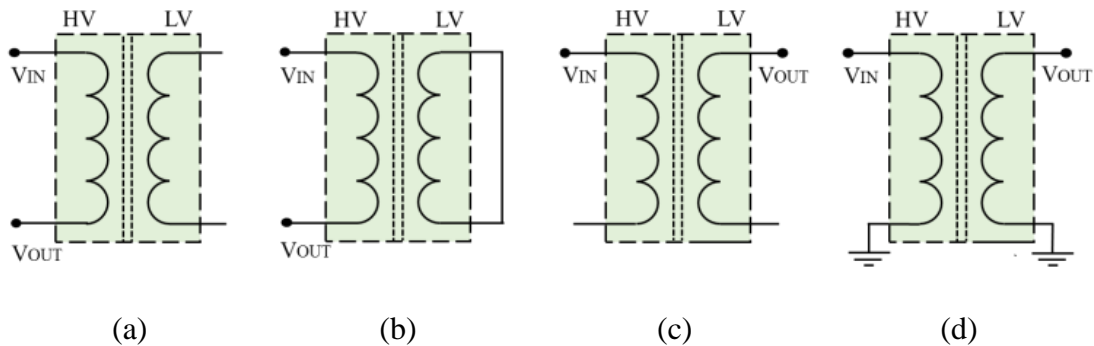 HV LV
VIN
VOUT
(a)
HV LV
VIN
VOUT
(b)
HV LV
VIN VOUT
(c)
HV LV
VIN VOUT
(d)